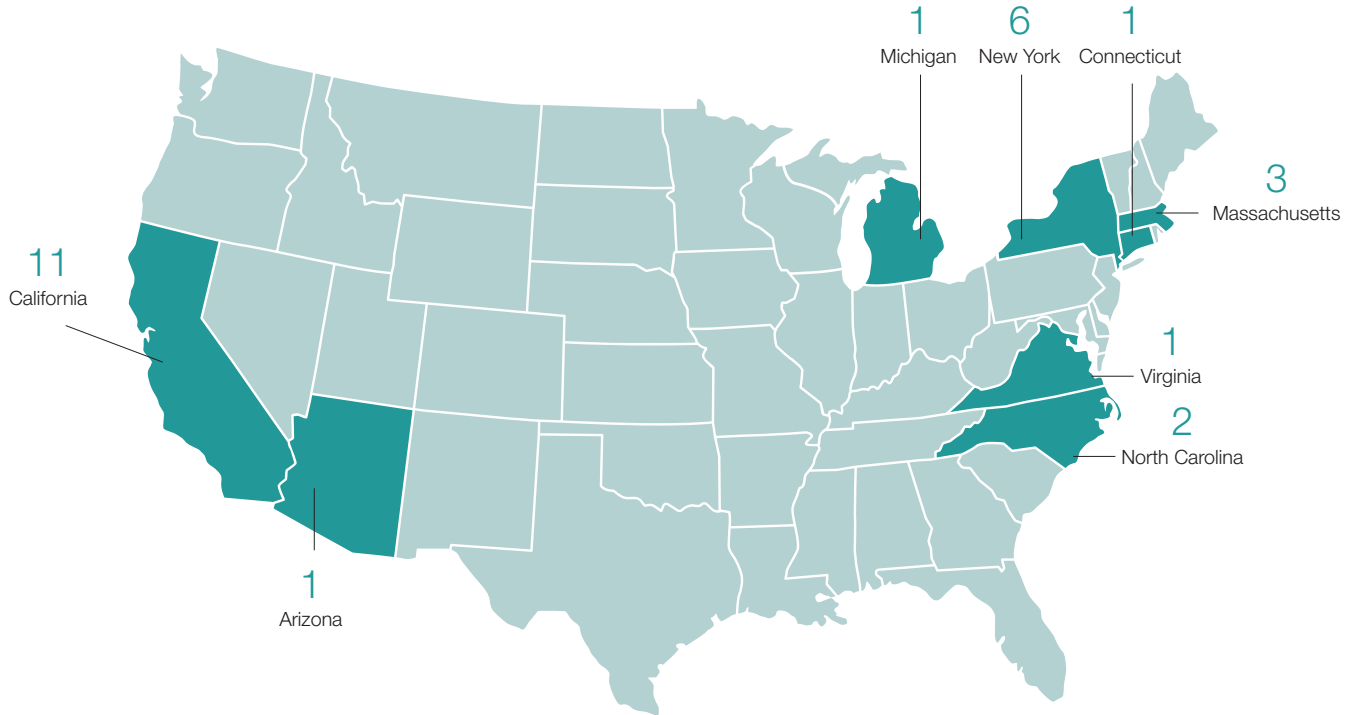 1
Michigan
6
New York
1
Connecticut
3
Massachusetts
11
California
1
Virginia
2
North Carolina
1
Arizona